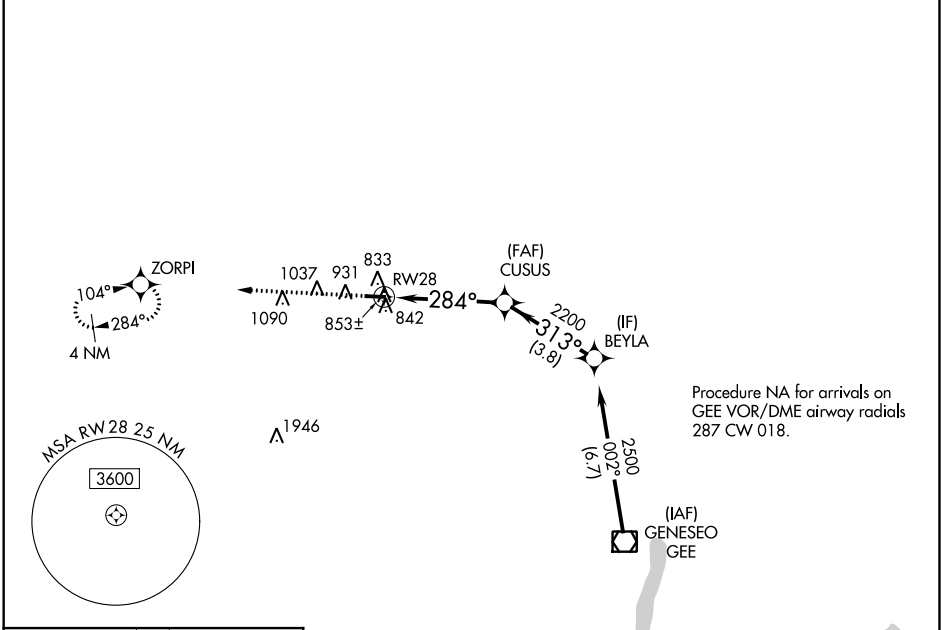 (FAF)
CUSUS
ZORPI
104°
284°
4 NM
1037
931
833
RW28
1090
853±
842
284°
2200
313°
(3.8)
(IF)
BEYLA
Procedure NA for arrivals on
GEE VOR/DME airway radials
287 CW 018.
1946
MSA RW 28 25 NM
3600
2500
002°
(6.7)
(IAF)
GENESEO
GEE